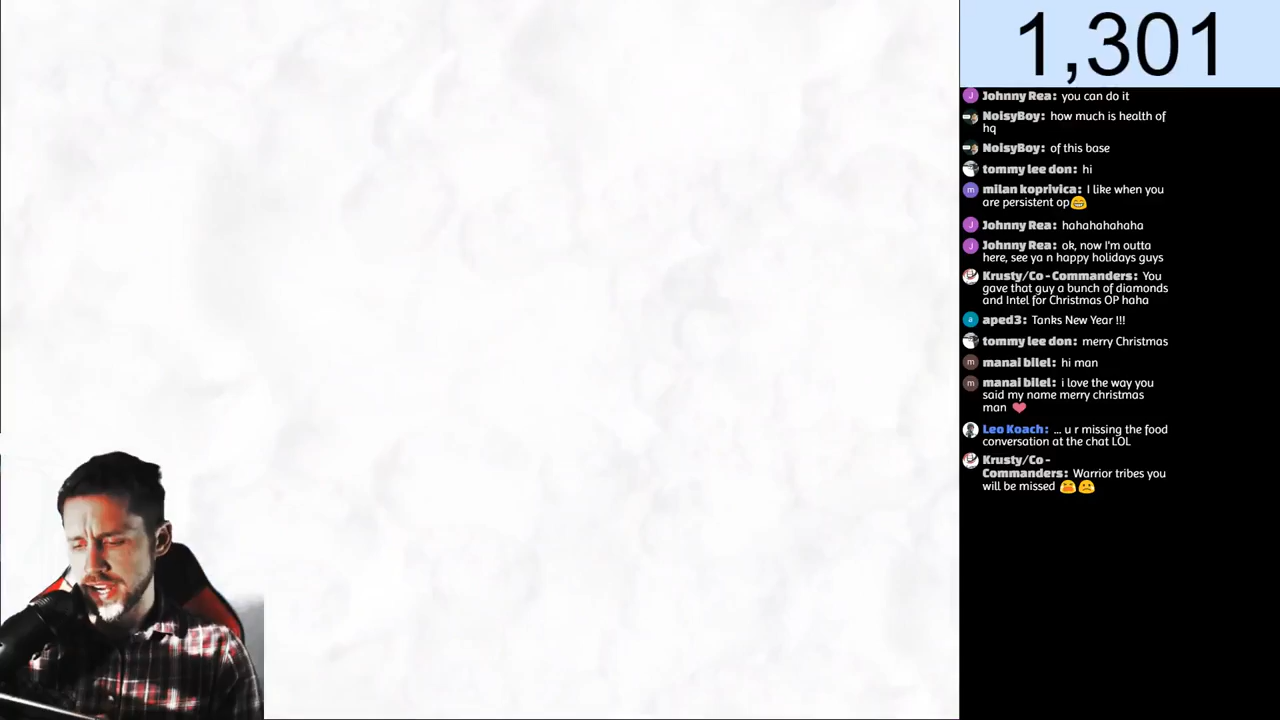 1,301
Johnny Rea: you can do it
NoisyBoy: how much is health of
hq
NoisyBoy: of this base
tommy lee don: hi
milan koprivica: I like when you
are persistent op😄
Johnny Rea: hahahahahaha
Johnny Rea: ok, now I'm outta
here, see ya n happy holidays guys
Krusty/Co-Commanders: You
gave that guy a bunch of diamonds
and Intel for Christmas OP haha
aped3: Tanks New Year !!!
tommy lee don: merry Christmas
manai bilel: hi man
manai bilel: i love the way you
said my name merry christmas
man ❤
Leo Koach: ... u r missing the food
conversation at the chat LOL
Krusty/Co-
Commanders: Warrior tribes you
will be missed 😫😕